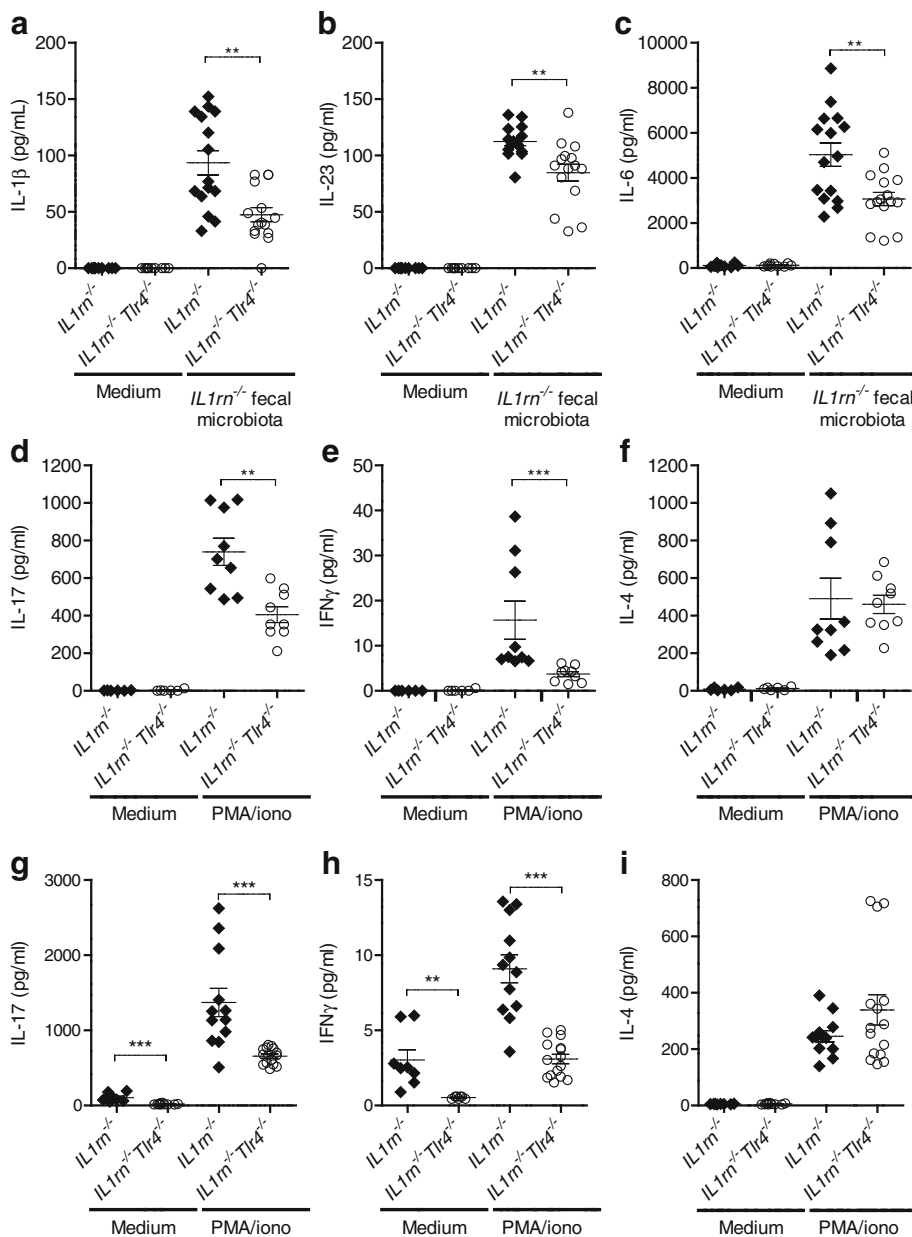 a
200
150
100
50
0
IL-1β (pg/mL)
**
IL1rn-/-
IL1rn-/- Tlr4-/-
IL1rn-/-
IL1rn-/- Tlr4-/-
Medium
IL1rn-/- fecal
microbiota
b
200
150
100
50
0
IL-23 (pg/ml)
**
IL1rn-/-
IL1rn-/- Tlr4-/-
IL1rn-/-
IL1rn-/- Tlr4-/-
Medium
IL1rn-/- fecal
microbiota
c
10000
8000
6000
4000
2000
0
IL-6 (pg/ml)
**
IL1rn-/-
IL1rn-/- Tlr4-/-
IL1rn-/-
IL1rn-/- Tlr4-/-
Medium
IL1rn-/- fecal
microbiota
d
1200
1000
800
600
400
200
0
IL-17 (pg/ml)
**
IL1rn-/-
IL1rn-/- Tlr4-/-
IL1rn-/-
IL1rn-/- Tlr4-/-
Medium
PMA/iono
e
50
40
30
20
10
0
IFNγ (pg/ml)
***
IL1rn-/-
IL1rn-/- Tlr4-/-
IL1rn-/-
IL1rn-/- Tlr4-/-
Medium
PMA/iono
f
1200
1000
800
600
400
200
0
IL-4 (pg/ml)
IL1rn-/-
IL1rn-/- Tlr4-/-
IL1rn-/-
IL1rn-/- Tlr4-/-
Medium
PMA/iono
g
3000
2000
1000
0
IL-17 (pg/ml)
***
***
IL1rn-/-
IL1rn-/- Tlr4-/-
IL1rn-/-
IL1rn-/- Tlr4-/-
Medium
PMA/iono
h
15
10
5
0
IFNγ (pg/ml)
**
***
IL1rn-/-
IL1rn-/- Tlr4-/-
IL1rn-/-
IL1rn-/- Tlr4-/-
Medium
PMA/iono
i
800
600
400
200
0
IL-4 (pg/ml)
IL1rn-/-
IL1rn-/- Tlr4-/-
IL1rn-/-
IL1rn-/- Tlr4-/-
Medium
PMA/iono